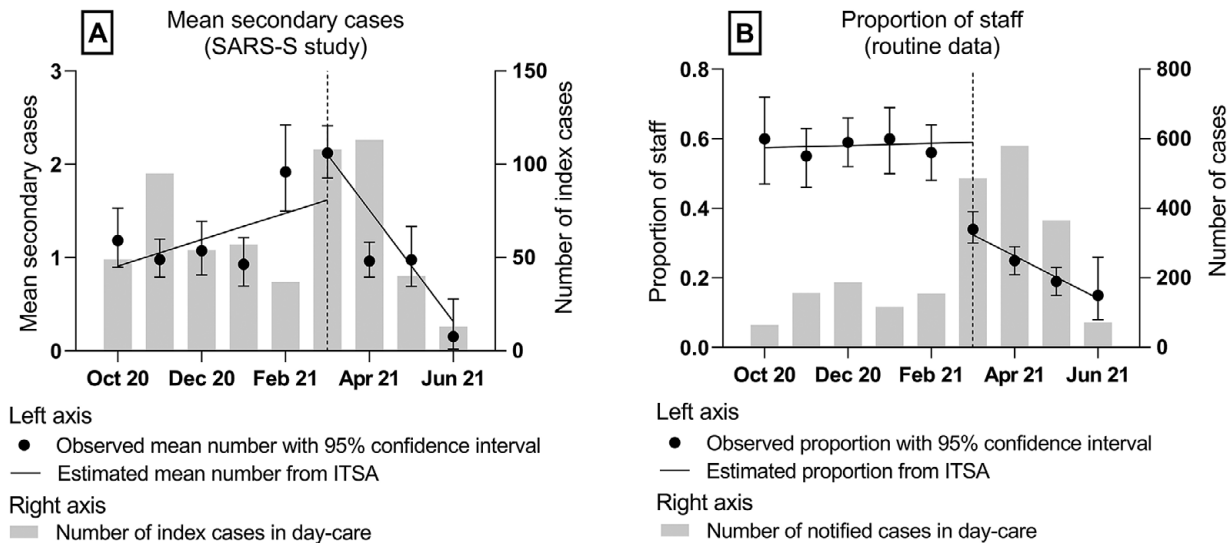 A
Mean secondary cases
(SARS-S study)
3
2
1
0
Mean secondary cases
150
100
50
0
Number of index cases
Oct 20 Dec 20 Feb 21 Apr 21 Jun 21
Left axis
Observed mean number with 95% confidence interval
Estimated mean number from ITSA
Right axis
Number of index cases in day-care
B
Proportion of staff
(routine data)
0.8
0.6
0.4
0.2
0.0
Proportion of staff
800
600
400
200
0
Number of cases
Oct 20 Dec 20 Feb 21 Apr 21 Jun 21
Left axis
Observed proportion with 95% confidence interval
Estimated proportion from ITSA
Right axis
Number of notified cases in day-care